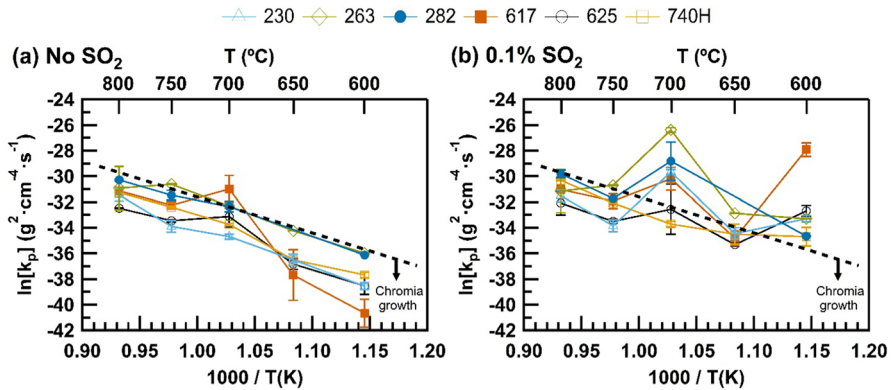 230 263 282 617 625 740H
(a) No SO₂ T (ºC)
800 750 700 650 600
-24
-26
-28
-30
-32
-34
-36
-38
-40
-42
ln[kₚ] (g²·cm⁻⁴·s⁻¹)
Chromia
growth
0.90 0.95 1.00 1.05 1.10 1.15 1.20
1000 / T(K)
(b) 0.1% SO₂ T (ºC)
800 750 700 650 600
-24
-26
-28
-30
-32
-34
-36
-38
-40
-42
ln[kₚ] (g²·cm⁻⁴·s⁻¹)
Chromia
growth
0.90 0.95 1.00 1.05 1.10 1.15 1.20
1000 / T(K)